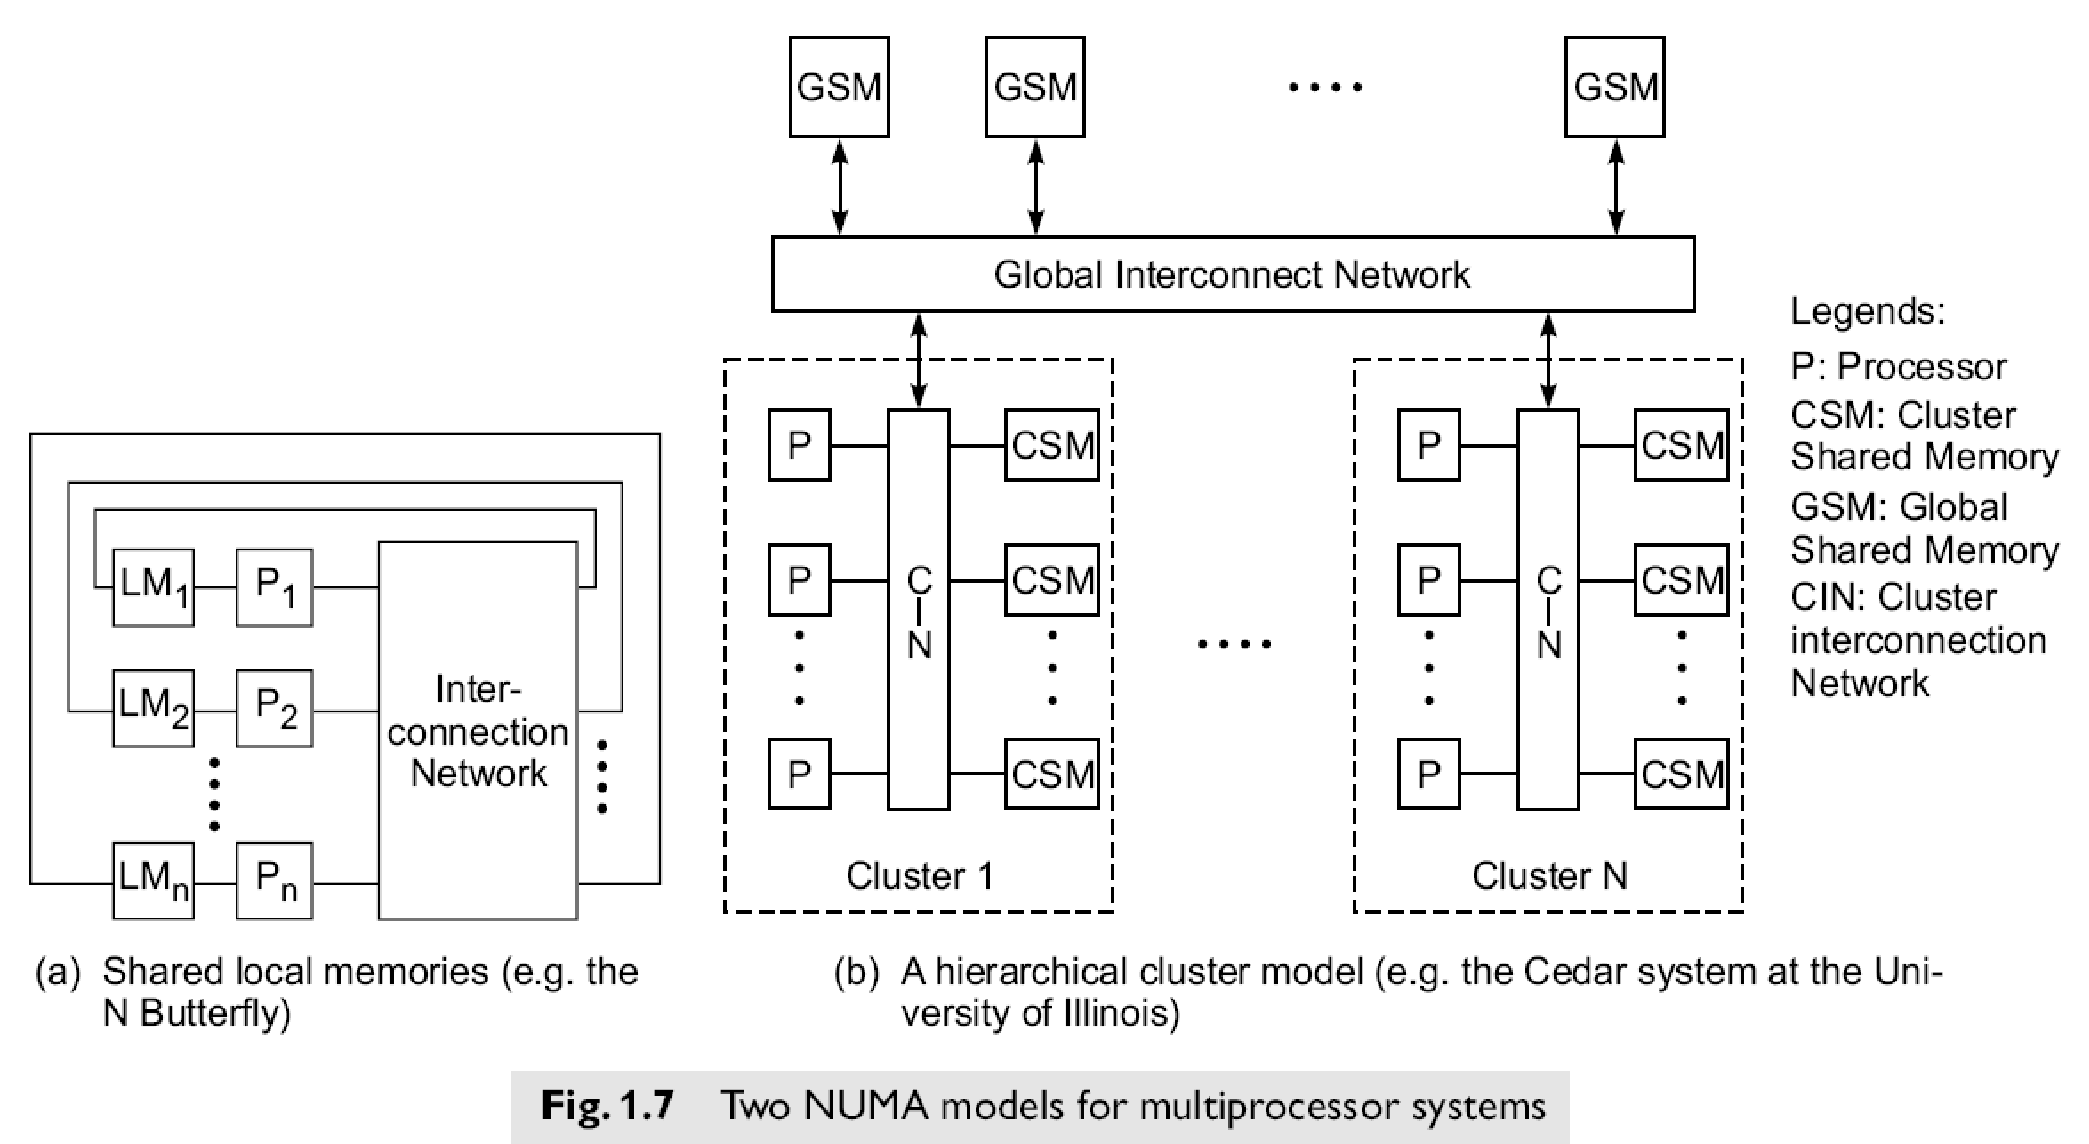 GSM GSM •••• GSM
Global Interconnect Network
Legends:
P: Processor
CSM: Cluster
Shared Memory
GSM: Global
Shared Memory
CIN: Cluster
interconnection
Network
LM1 P1
LM2 P2
LMn Pn
Inter-
connection
Network
P CSM
P CSM
P CSM
C
I
N
Cluster 1
P CSM
P CSM
P CSM
C
I
N
Cluster N
(a) Shared local memories (e.g. the
N Butterfly)
(b) A hierarchical cluster model (e.g. the Cedar system at the Uni-
versity of Illinois)
Fig. 1.7 Two NUMA models for multiprocessor systems